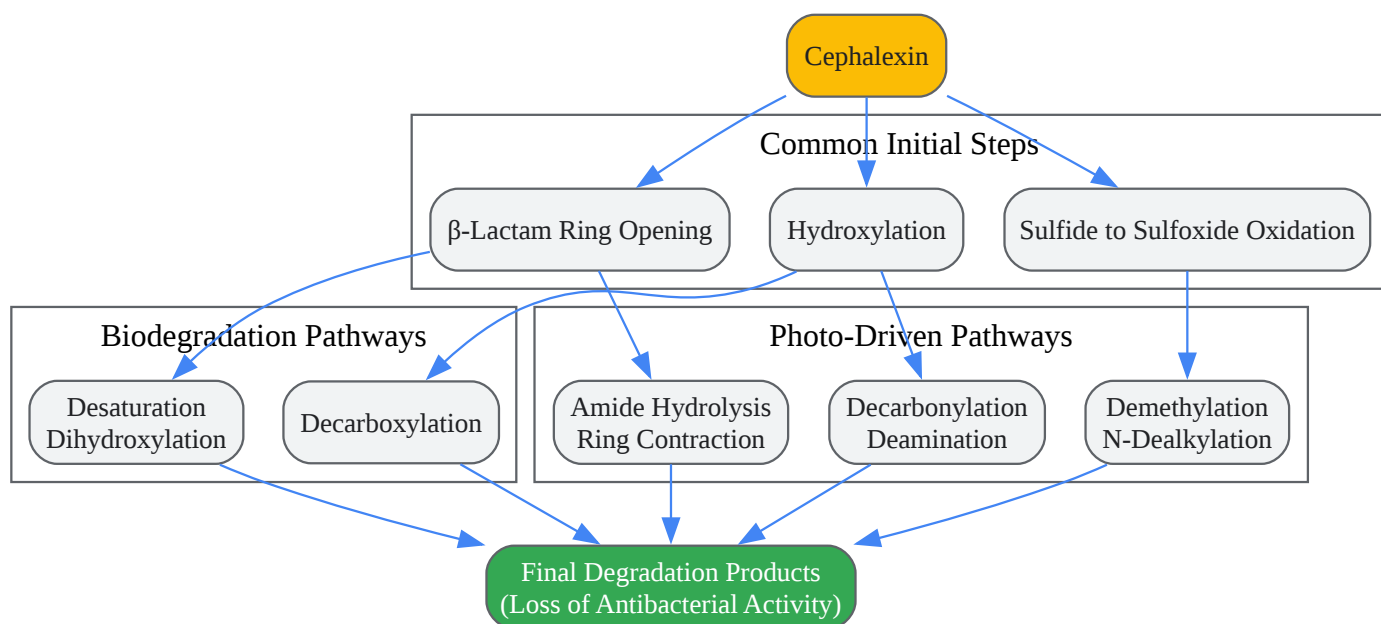 Cephalexin
Common Initial Steps
β-Lactam Ring Opening
Hydroxylation
Sulfide to Sulfoxide Oxidation
Biodegradation Pathways
Desaturation
Dihydroxylation
Decarboxylation
Photo-Driven Pathways
Amide Hydrolysis
Ring Contraction
Decarbonylation
Deamination
Demethylation
N-Dealkylation
Final Degradation Products
(Loss of Antibacterial Activity)